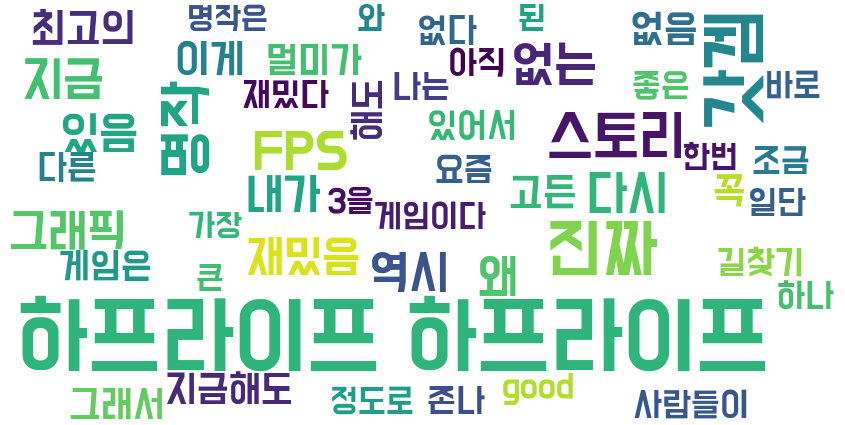 최고의 명작은 와 없다 된 없음 갓겜
지금 이게 멀미가 아직 없는 좋은 바로
명작 재밌다 해도 나는
있음 FPS 있어서 스토리 한번
다른 요즘 조금
내가 3을 게임이다 고든 다시 꼭 일단
그래픽 가장 재밌음 역시 왜 진짜 길찾기
게임은 큰 하나
하프라이프 하프라이프
지금해도 그래서 정도로 존나 good 사람들이